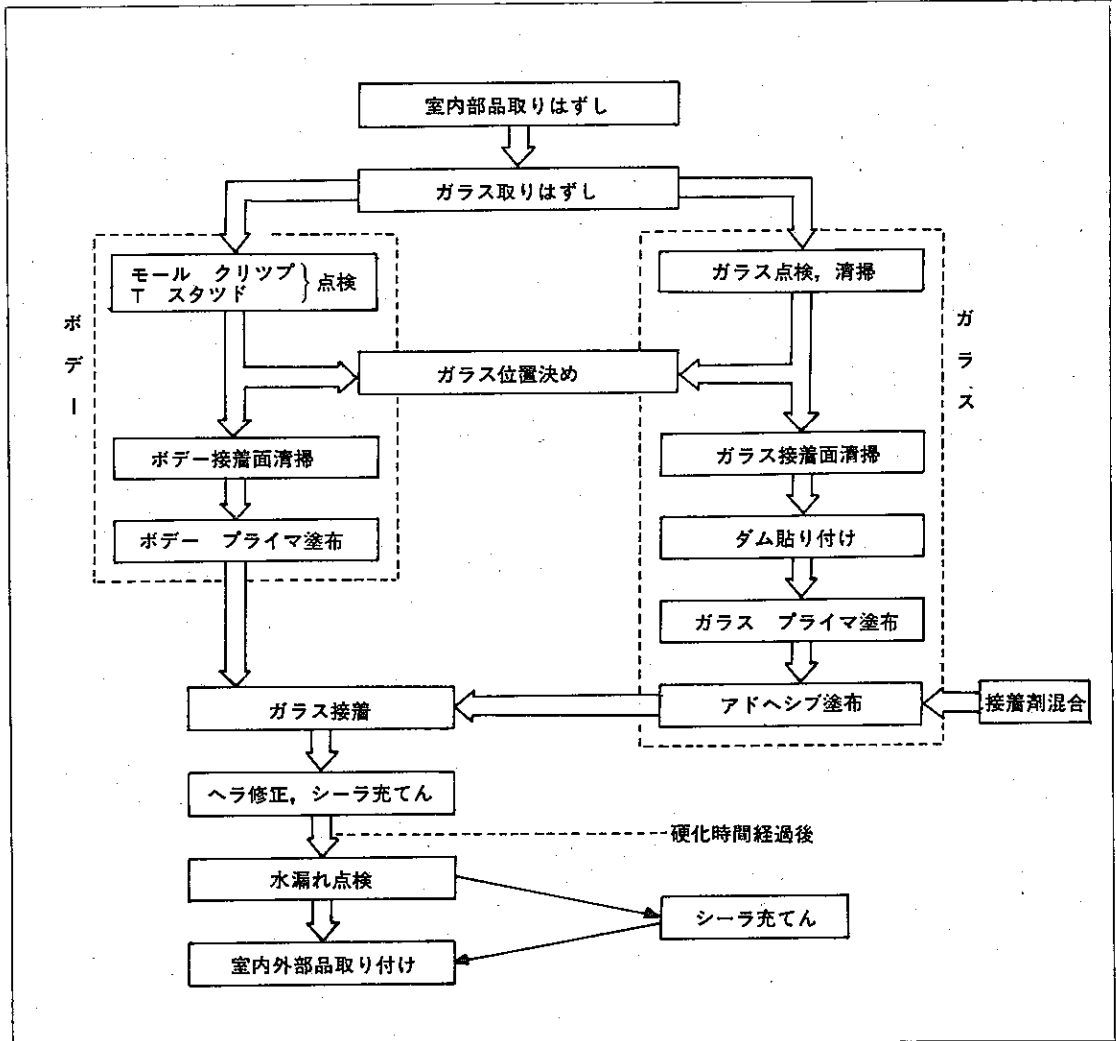 室内部品取りはずし
ガラス取りはずし
モール クリツプ
T スタツド
} 点検
ガラス点検，清掃
ボデー
ガラス
ガラス位置決め
ボデー接着面清掃
ガラス接着面清掃
ボデー プライマ塗布
ダム貼り付け
ガラス プライマ塗布
ガラス接着
アドヘシブ塗布
接着剤混合
ヘラ修正，シーラ充てん
硬化時間経過後
水漏れ点検
シーラ充てん
室内外部品取り付け